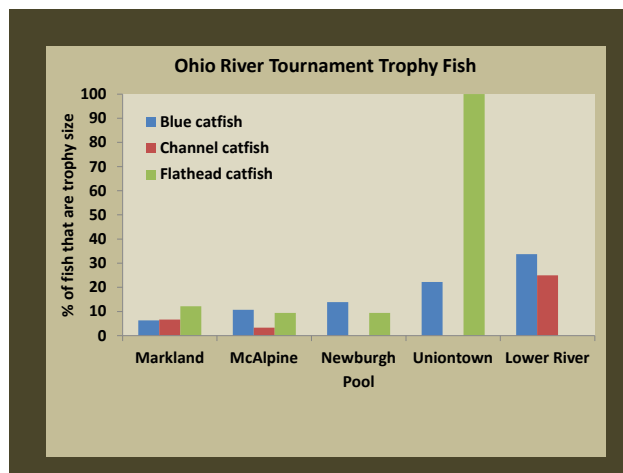 Ohio River Tournament Trophy Fish
% of fish that are trophy size
100
90
80
70
60
50
40
30
20
10
0
Blue catfish
Channel catfish
Flathead catfish
Markland McAlpine Newburgh Uniontown Lower River
Pool